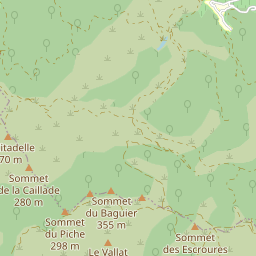 itadelle
70 m
Sommet
de la Caillade
280 m
Sommet
du Baguier
355 m
Sommet
du Piche
298 m
Le Vallat
Sommet
des Escroures